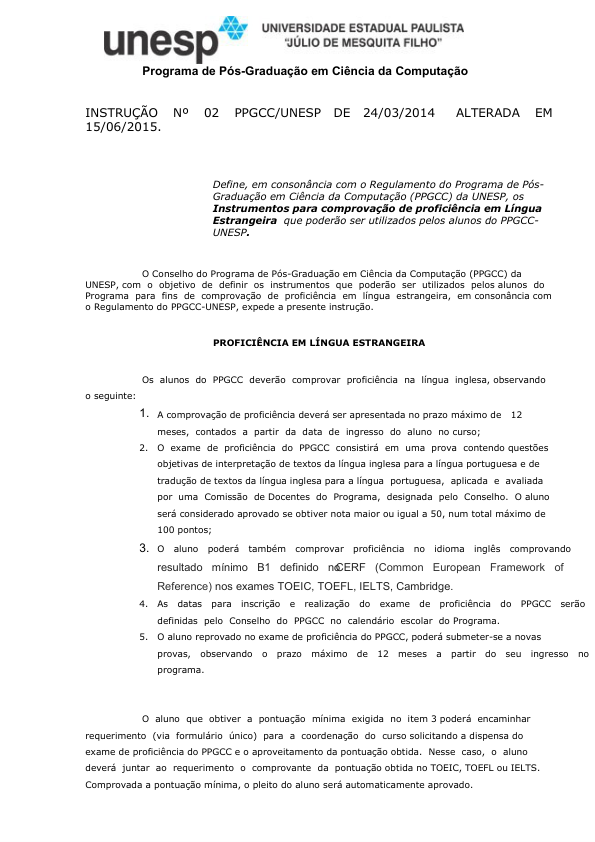 unesp
UNIVERSIDADE ESTADUAL PAULISTA
"JÚLIO DE MESQUITA FILHO"
Programa de Pós-Graduação em Ciência da Computação
INSTRUÇÃO Nº 02 PPGCC/UNESP DE 24/03/2014 ALTERADA EM
15/06/2015.
Define, em consonância com o Regulamento do Programa de Pós-
Graduação em Ciência da Computação (PPGCC) da UNESP, os
Instrumentos para comprovação de proficiência em Língua
Estrangeira que poderão ser utilizados pelos alunos do PPGCC-
UNESP.
O Conselho do Programa de Pós-Graduação em Ciência da Computação (PPGCC) da
UNESP, com o objetivo de definir os instrumentos que poderão ser utilizados pelos alunos do
Programa para fins de comprovação de proficiência em língua estrangeira, em consonância com
o Regulamento do PPGCC-UNESP, expede a presente instrução.
PROFICIÊNCIA EM LÍNGUA ESTRANGEIRA
Os alunos do PPGCC deverão comprovar proficiência na língua inglesa, observando
o seguinte:
1. A comprovação de proficiência deverá ser apresentada no prazo máximo de 12
meses, contados a partir da data de ingresso do aluno no curso;
2. O exame de proficiência do PPGCC consistirá em uma prova contendo questões
objetivas de interpretação de textos da língua inglesa para a língua portuguesa e de
tradução de textos da língua inglesa para a língua portuguesa, aplicada e avaliada
por uma Comissão de Docentes do Programa, designada pelo Conselho. O aluno
será considerado aprovado se obtiver nota maior ou igual a 50, num total máximo de
100 pontos;
3. O aluno poderá também comprovar proficiência no idioma inglês comprovando
resultado mínimo B1 definido no CERF (Common European Framework of
Reference) nos exames TOEIC, TOEFL, IELTS, Cambridge.
4. As datas para inscrição e realização do exame de proficiência do PPGCC serão
definidas pelo Conselho do PPGCC no calendário escolar do Programa.
5. O aluno reprovado no exame de proficiência do PPGCC, poderá submeter-se a novas
provas, observando o prazo máximo de 12 meses a partir do seu ingresso no
programa.
O aluno que obtiver a pontuação mínima exigida no item 3 poderá encaminhar
requerimento (via formulário único) para a coordenação do curso solicitando a dispensa do
exame de proficiência do PPGCC e o aproveitamento da pontuação obtida. Nesse caso, o aluno
deverá juntar ao requerimento o comprovante da pontuação obtida no TOEIC, TOEFL ou IELTS.
Comprovada a pontuação mínima, o pleito do aluno será automaticamente aprovado.